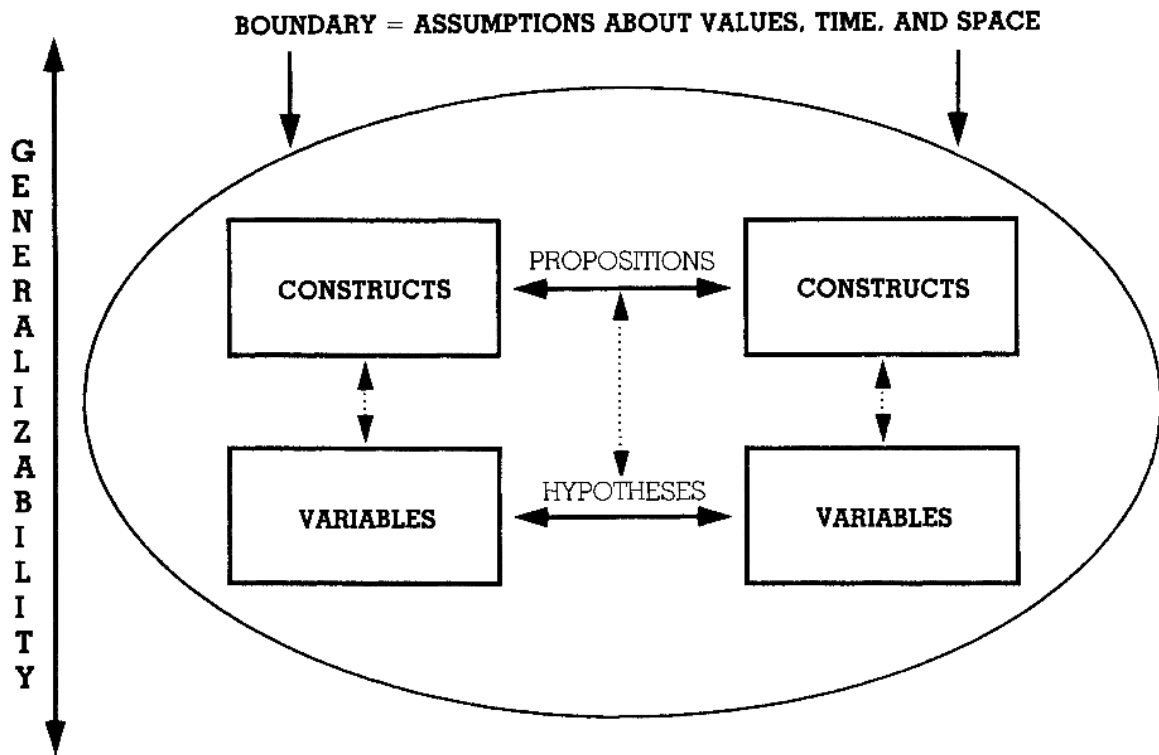 BOUNDARY = ASSUMPTIONS ABOUT VALUES, TIME, AND SPACE
GENERALIZABILITY
PROPOSITIONS
CONSTRUCTS
CONSTRUCTS
HYPOTHESES
VARIABLES
VARIABLES